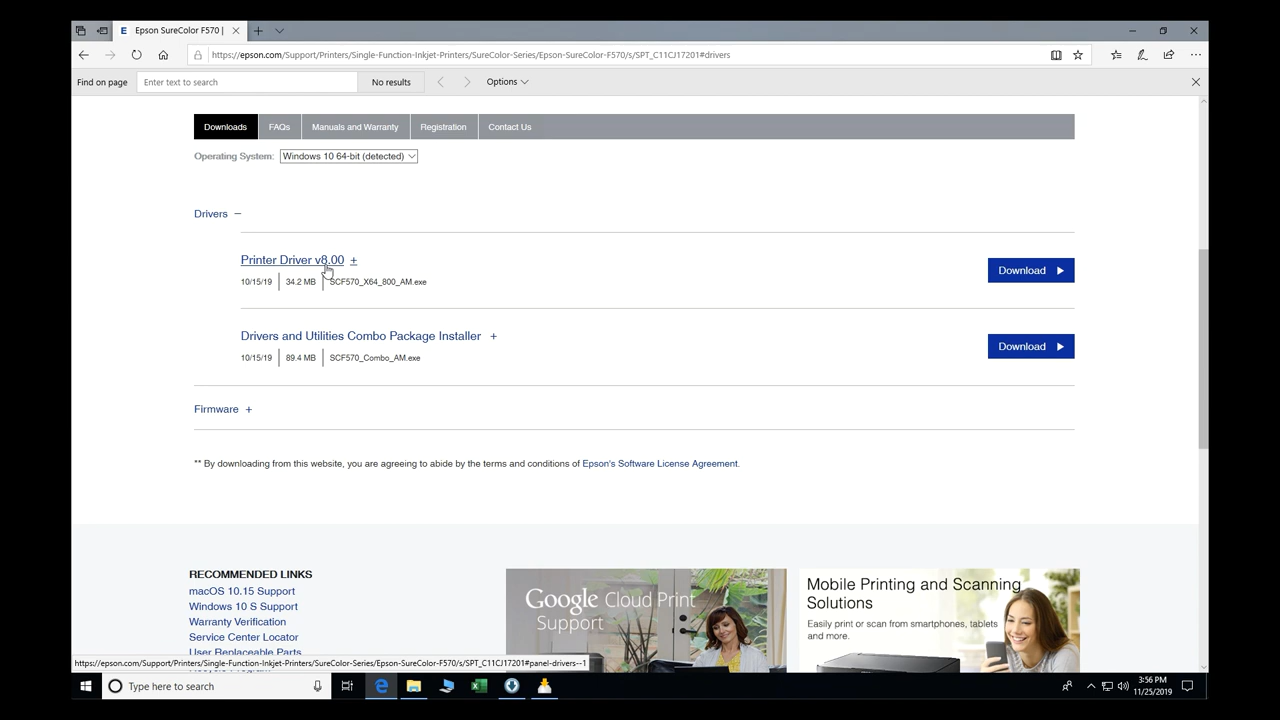 Epson SureColor F570 |
https://epson.com/Support/Printers/Single-Function-Inkjet-Printers/SureColor-Series/Epson-SureColor-F570/s/SPT_C11CJ17201#drivers
Find on page Enter text to search No results Options
Downloads FAQs Manuals and Warranty Registration Contact Us
Operating System: Windows 10 64-bit (detected)
Drivers −
Printer Driver v8.00 +
10/15/19 34.2 MB SCF570_X64_800_AM.exe
Download
Drivers and Utilities Combo Package Installer +
10/15/19 89.4 MB SCF570_Combo_AM.exe
Download
Firmware +
** By downloading from this website, you are agreeing to abide by the terms and conditions of Epson's Software License Agreement.
RECOMMENDED LINKS
macOS 10.15 Support
Windows 10 S Support
Warranty Verification
Service Center Locator
User Replaceable Parts
Google Cloud Print
Support
Mobile Printing and Scanning
Solutions
Easily print or scan from smartphones, tablets
and more.
https://epson.com/Support/Printers/Single-Function-Inkjet-Printers/SureColor-Series/Epson-SureColor-F570/s/SPT_C11CJ17201#panel-drivers--1
Type here to search
3:56 PM
11/25/2019